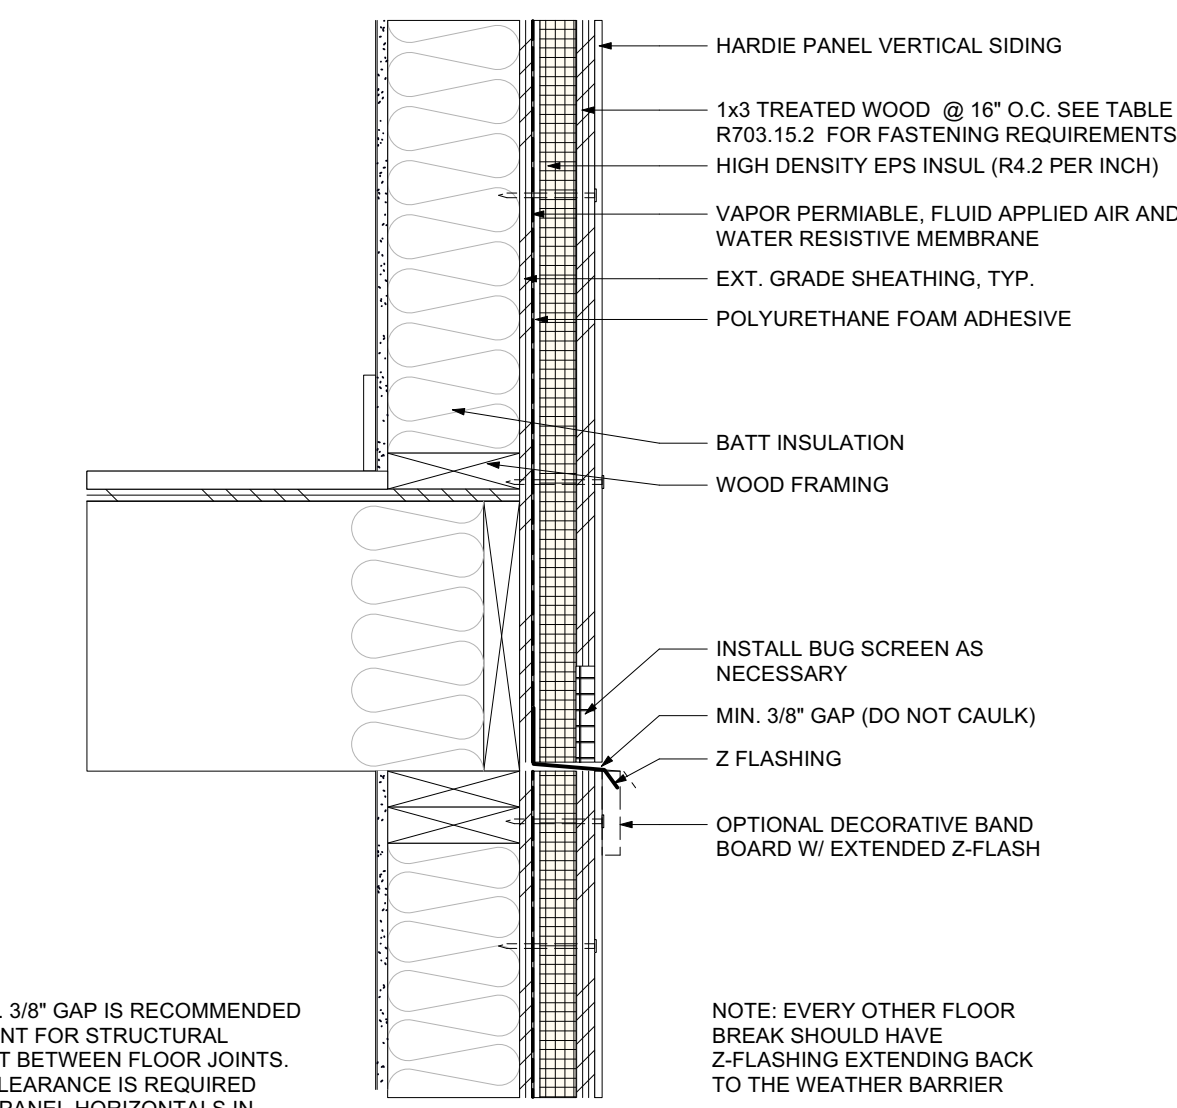 HARDIE PANEL VERTICAL SIDING
1x3 TREATED WOOD @ 16" O.C. SEE TABLE
R703.15.2 FOR FASTENING REQUIREMENTS
HIGH DENSITY EPS INSUL (R4.2 PER INCH)
VAPOR PERMIABLE, FLUID APPLIED AIR AND
WATER RESISTIVE MEMBRANE
EXT. GRADE SHEATHING, TYP.
POLYURETHANE FOAM ADHESIVE
BATT INSULATION
WOOD FRAMING
INSTALL BUG SCREEN AS
NECESSARY
MIN. 3/8" GAP (DO NOT CAULK)
Z FLASHING
OPTIONAL DECORATIVE BAND
BOARD W/ EXTENDED Z-FLASH
3/8" GAP IS RECOMMENDED
FOR STRUCTURAL
BETWEEN FLOOR JOINTS.
IS REQUIRED
PANEL HORIZONTALS IN
NOTE: EVERY OTHER FLOOR
BREAK SHOULD HAVE
Z-FLASHING EXTENDING BACK
TO THE WEATHER BARRIER